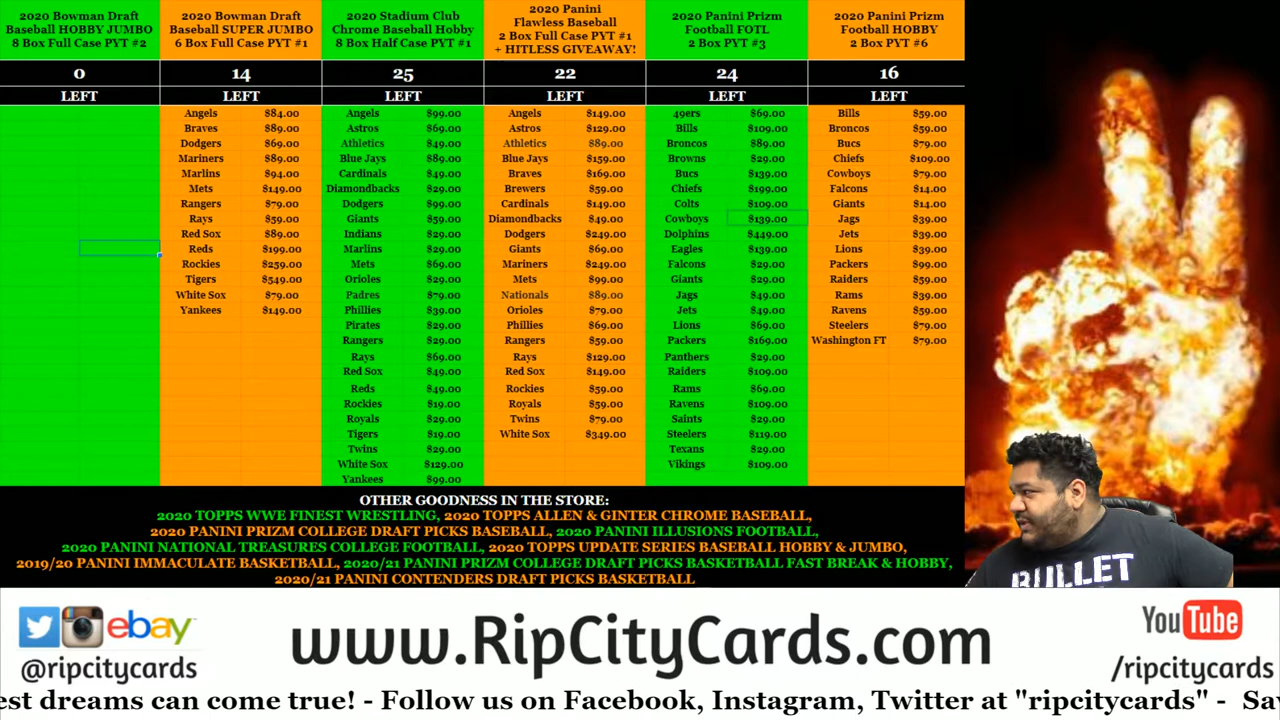 2020 Bowman Draft
Baseball HOBBY JUMBO
8 Box Full Case PYT #2
0
LEFT
2020 Bowman Draft
Baseball SUPER JUMBO
6 Box Full Case PYT #1
14
LEFT
Angels $84.00
Braves $89.00
Dodgers $69.00
Mariners $89.00
Marlins $94.00
Mets $149.00
Rangers $79.00
Rays $59.00
Red Sox $89.00
Reds $199.00
Rockies $259.00
Tigers $549.00
White Sox $79.00
Yankees $149.00
2020 Stadium Club
Chrome Baseball Hobby
8 Box Half Case PYT #1
25
LEFT
Angels $99.00
Astros $69.00
Athletics $49.00
Blue Jays $89.00
Cardinals $49.00
Diamondbacks $29.00
Dodgers $99.00
Giants $59.00
Indians $29.00
Marlins $29.00
Mets $69.00
Orioles $29.00
Padres $79.00
Phillies $39.00
Pirates $29.00
Rangers $29.00
Rays $69.00
Red Sox $49.00
Reds $49.00
Rockies $19.00
Royals $29.00
Tigers $19.00
Twins $29.00
White Sox $129.00
Yankees $99.00
2020 Panini
Flawless Baseball
2 Box Full Case PYT #1
+ HITLESS GIVEAWAY!
22
LEFT
Angels $149.00
Astros $129.00
Athletics $89.00
Blue Jays $159.00
Braves $169.00
Brewers $59.00
Cardinals $149.00
Diamondbacks $49.00
Dodgers $249.00
Giants $69.00
Mariners $249.00
Mets $99.00
Nationals $89.00
Orioles $79.00
Phillies $69.00
Rangers $59.00
Rays $129.00
Red Sox $149.00
Rockies $59.00
Royals $59.00
Twins $79.00
White Sox $349.00
2020 Panini Prizm
Football FOTL
2 Box PYT #3
24
LEFT
49ers $69.00
Bills $109.00
Broncos $89.00
Browns $29.00
Bucs $139.00
Chiefs $199.00
Colts $109.00
Cowboys $139.00
Dolphins $449.00
Eagles $139.00
Falcons $29.00
Giants $29.00
Jags $49.00
Jets $49.00
Lions $69.00
Packers $169.00
Panthers $29.00
Raiders $109.00
Rams $69.00
Ravens $109.00
Saints $29.00
Steelers $119.00
Texans $29.00
Vikings $109.00
2020 Panini Prizm
Football HOBBY
2 Box PYT #6
16
LEFT
Bills $59.00
Broncos $59.00
Bucs $79.00
Chiefs $109.00
Cowboys $79.00
Falcons $14.00
Giants $14.00
Jags $39.00
Jets $39.00
Lions $39.00
Packers $99.00
Raiders $59.00
Rams $39.00
Ravens $59.00
Steelers $79.00
Washington FT $79.00
OTHER GOODNESS IN THE STORE:
2020 TOPPS WWE FINEST WRESTLING, 2020 TOPPS ALLEN & GINTER CHROME BASEBALL,
2020 PANINI PRIZM COLLEGE DRAFT PICKS BASEBALL, 2020 PANINI ILLUSIONS FOOTBALL,
2020 PANINI NATIONAL TREASURES COLLEGE FOOTBALL, 2020 TOPPS UPDATE SERIES BASEBALL HOBBY & JUMBO,
2019/20 PANINI IMMACULATE BASKETBALL, 2020/21 PANINI PRIZM COLLEGE DRAFT PICKS BASKETBALL FAST BREAK & HOBBY,
2020/21 PANINI CONTENDERS DRAFT PICKS BASKETBALL
BULLET
ebay
@ripcitycards
www.RipCityCards.com
YouTube
/ripcitycards
est dreams can come true! - Follow us on Facebook, Instagram, Twitter at "ripcitycards" - Sav